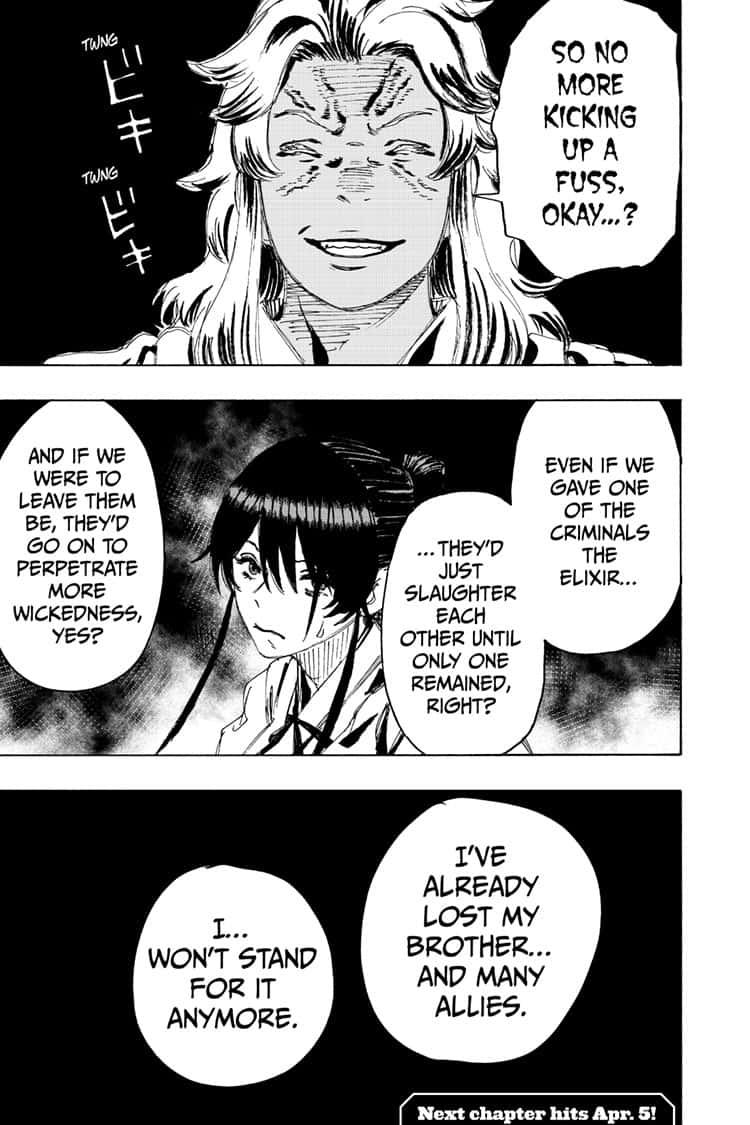 SO NO
MORE
KICKING
UP A
FUSS,
OKAY...?
TWNG
ビキ
TWNG
ビキ
EVEN IF WE
GAVE ONE
OF THE
CRIMINALS
THE
ELIXIR...
...THEY'D
JUST
SLAUGHTER
EACH
OTHER UNTIL
ONLY ONE
REMAINED,
RIGHT?
AND IF WE
WERE TO
LEAVE THEM
BE, THEY'D
GO ON TO
PERPETRATE
MORE
WICKEDNESS,
YES?
I'VE
ALREADY
LOST MY
BROTHER...
AND MANY
ALLIES.
I...
WON'T STAND
FOR IT
ANYMORE.
Next chapter hits Apr. 5!